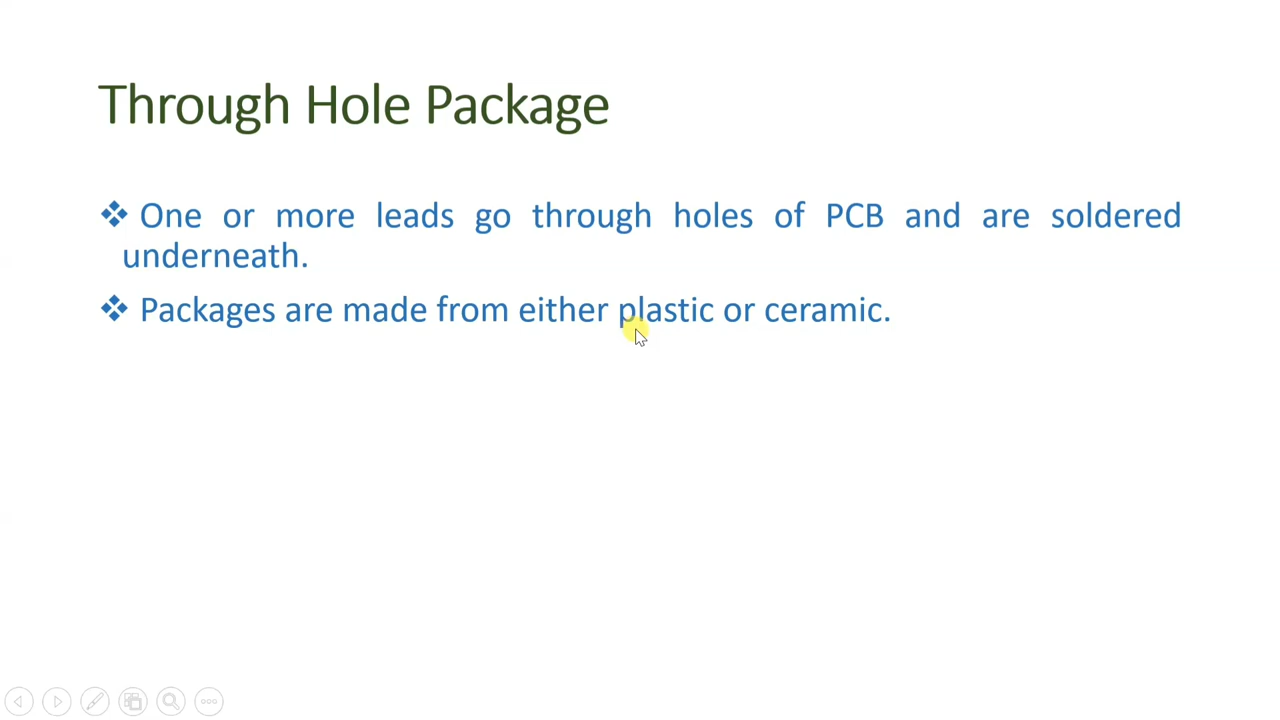 Through Hole Package
❖ One or more leads go through holes of PCB and are soldered
underneath.
❖ Packages are made from either plastic or ceramic.